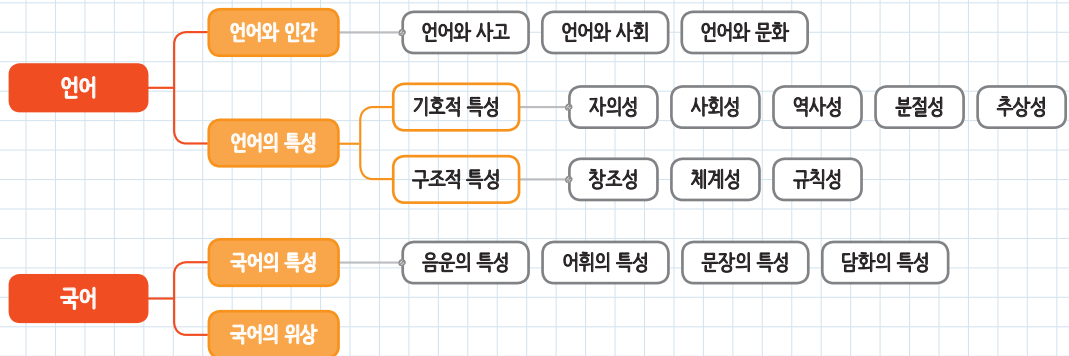 언어
언어와 인간
언어와 사고
언어와 사회
언어와 문화
언어의 특성
기호적 특성
자의성
사회성
역사성
분절성
추상성
구조적 특성
창조성
체계성
규칙성
국어
국어의 특성
음운의 특성
어휘의 특성
문장의 특성
담화의 특성
국어의 위상